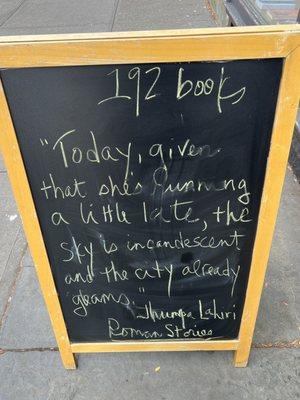 192 books
"Today, given
that she's running
a little late, the
sky is incandescent
and the city already
gleams."
Jhumpa Lahiri
Roman Stories